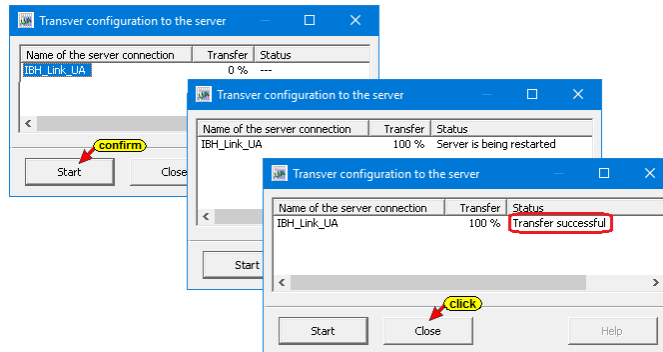 Transver configuration to the server
Name of the server connection Transfer Status
IBH_Link_UA 0 % ---
confirm
Start Close
Transver configuration to the server
Name of the server connection Transfer Status
IBH_Link_UA 100 % Server is being restarted
Start
Transver configuration to the server
Name of the server connection Transfer Status
IBH_Link_UA 100 % Transfer successful
click
Start Close Help